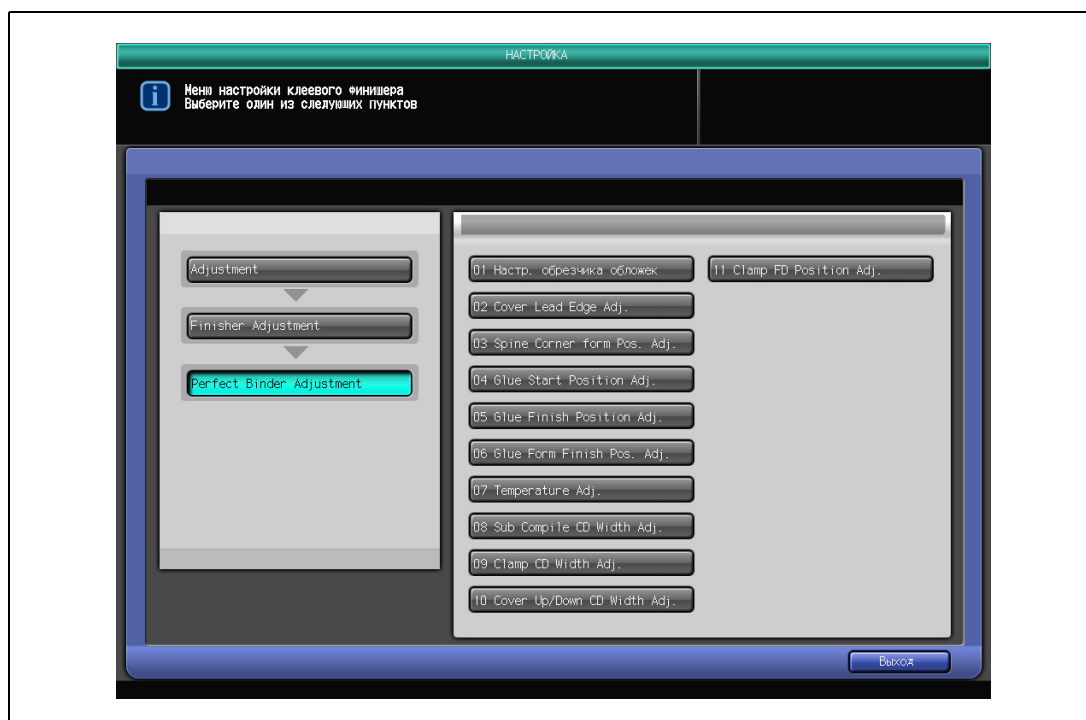 НАСТРОЙКА
Меню настройки клеевого финишера
Выберите один из следующих пунктов
Adjustment
Finisher Adjustment
Perfect Binder Adjustment
01 Настр. обрезчика обложек
02 Cover Lead Edge Adj.
03 Spine Corner form Pos. Adj.
04 Glue Start Position Adj.
05 Glue Finish Position Adj.
06 Glue Form Finish Pos. Adj.
07 Temperature Adj.
08 Sub Compile CD Width Adj.
09 Clamp CD Width Adj.
10 Cover Up/Down CD Width Adj.
11 Clamp FD Position Adj.
Выход